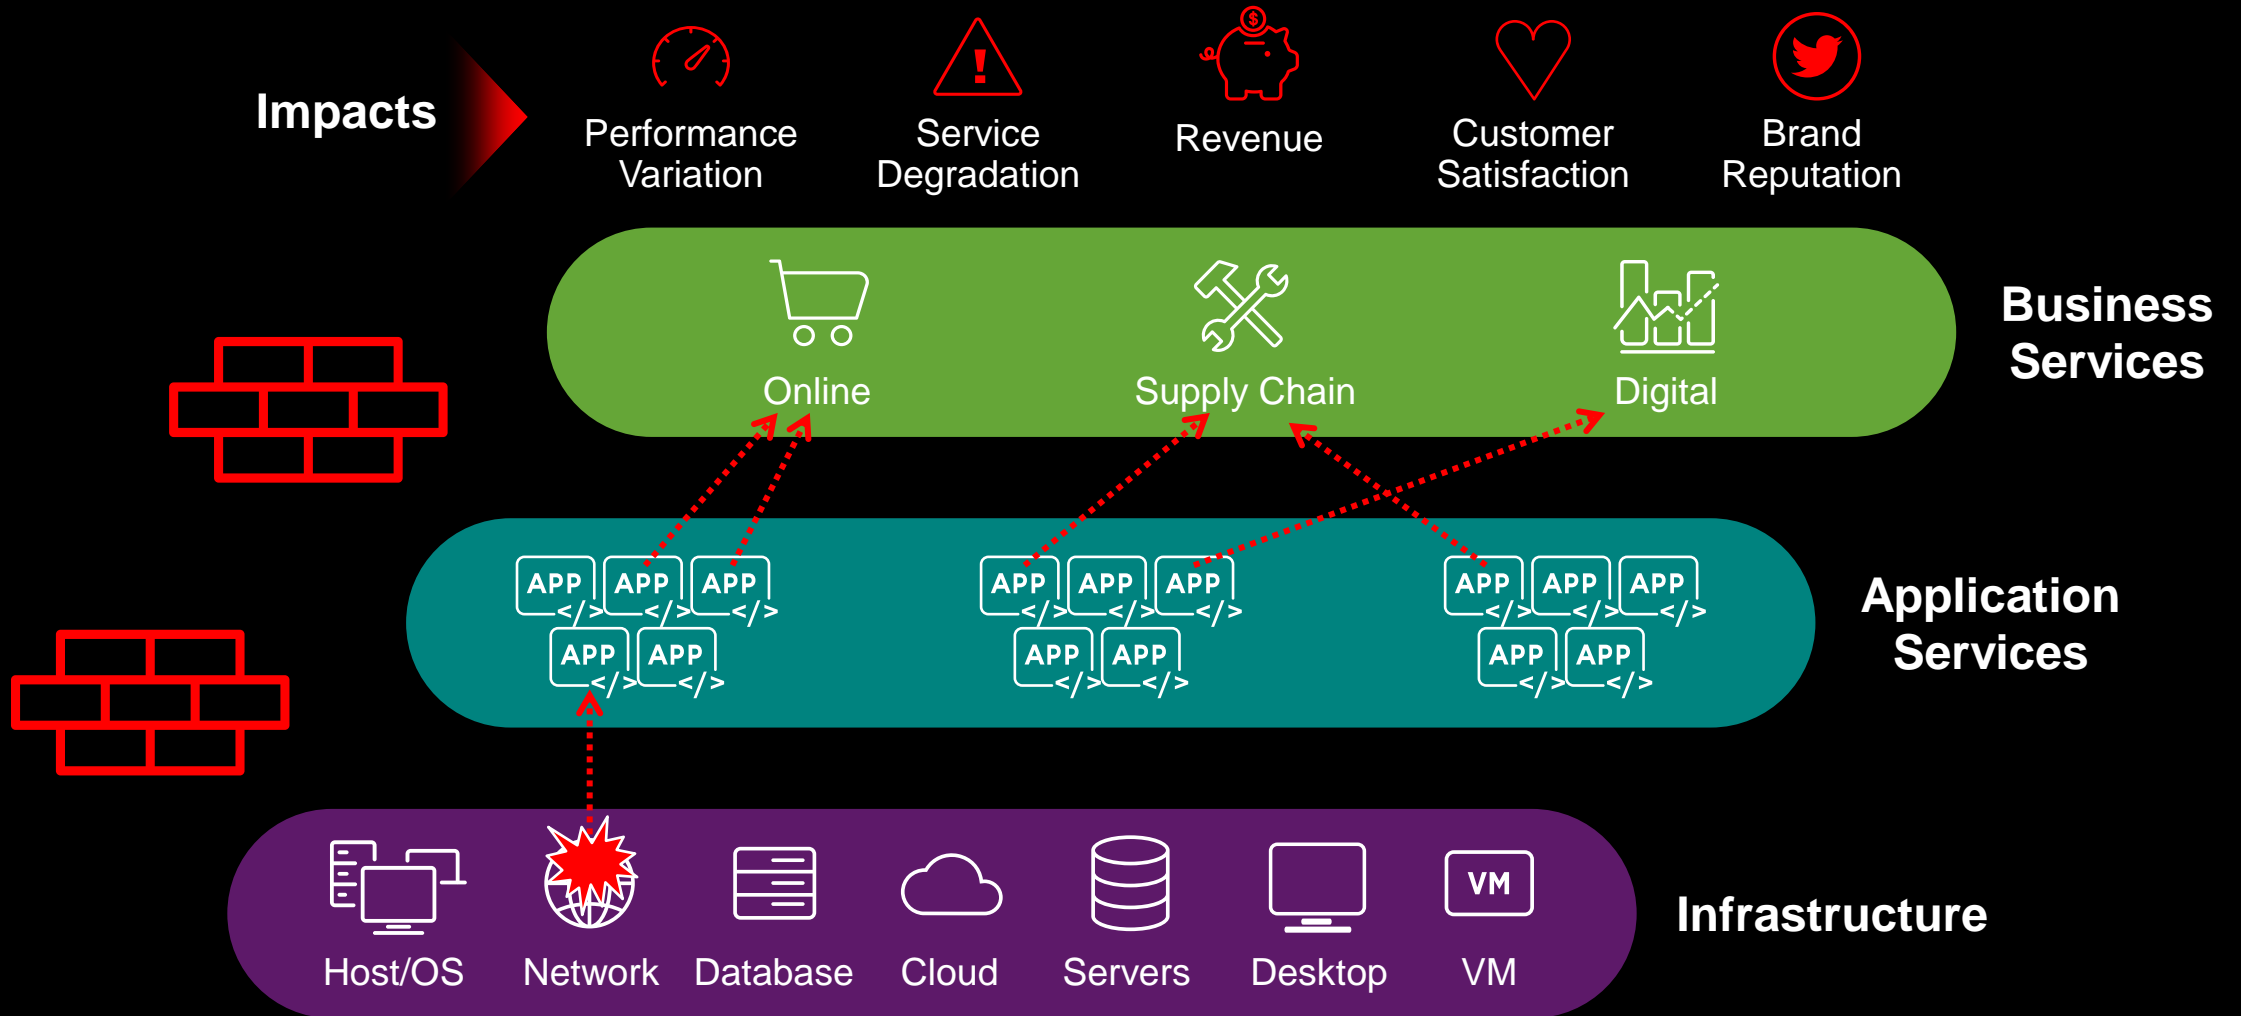 Impacts
Performance
Variation
Service
Degradation
Revenue
Customer
Satisfaction
Brand
Reputation
$
!
Online
Supply Chain
Digital
Business
Services
APP APP APP
</> </> </>
APP APP
</> </>
APP APP APP
</> </> </>
APP APP
</> </>
APP APP APP
</> </> </>
APP APP
</> </>
Application
Services
VM
Host/OS
Network
Database
Cloud
Servers
Desktop
VM
Infrastructure